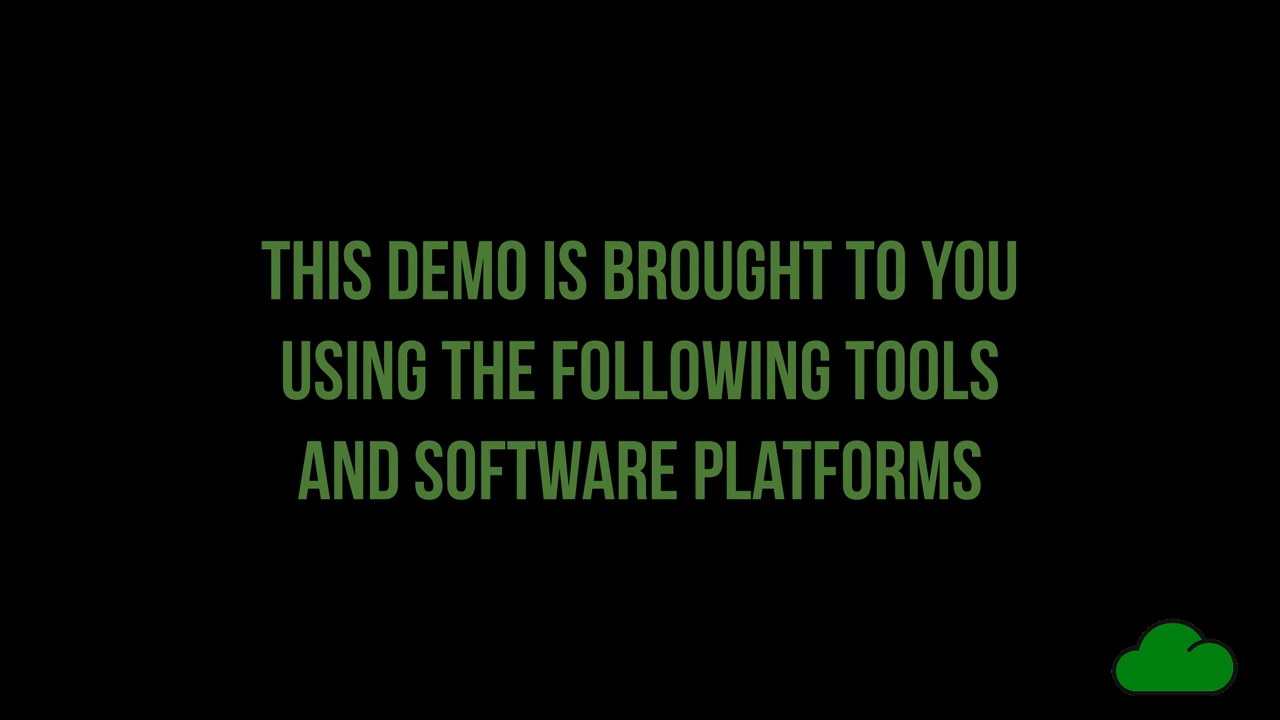 THIS DEMO IS BROUGHT TO YOU
USING THE FOLLOWING TOOLS
AND SOFTWARE PLATFORMS